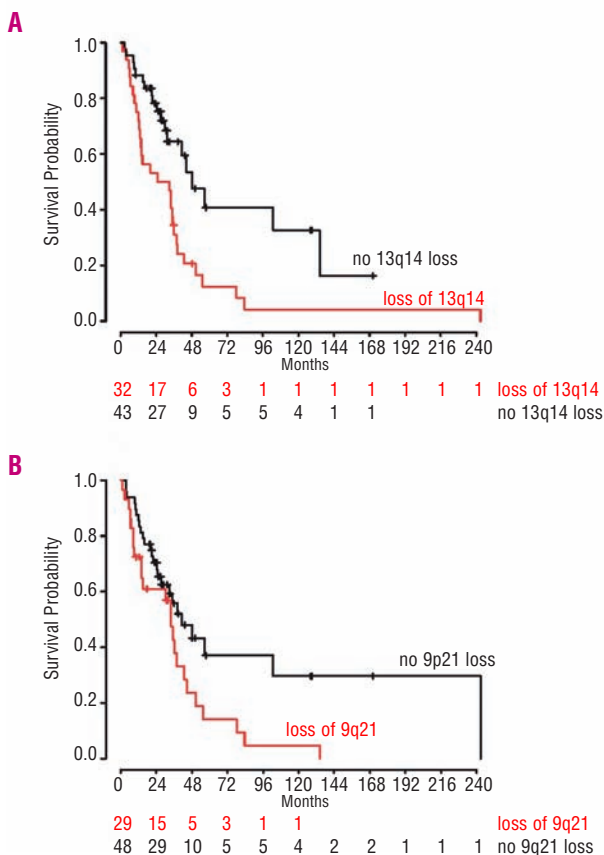 A
1.0
0.8
0.6
0.4
0.2
0.0
Survival Probability
no 13q14 loss
loss of 13q14
0 24 48 72 96 120 144 168 192 216 240
Months
32 17 6 3 1 1 1 1 1 1 1 loss of 13q14
43 27 9 5 5 4 1 1 no 13q14 loss
B
1.0
0.8
0.6
0.4
0.2
0.0
Survival Probability
no 9p21 loss
loss of 9q21
0 24 48 72 96 120 144 168 192 216 240
Months
29 15 5 3 1 1 loss of 9q21
48 29 10 5 5 4 2 2 1 1 1 no 9q21 loss